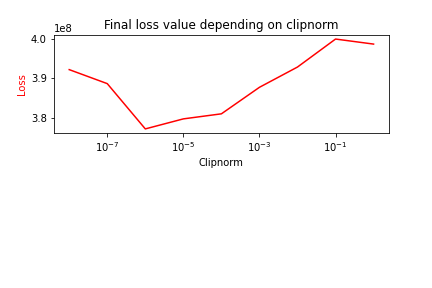 Final loss value depending on clipnorm
1e8
4.0
3.9
3.8
Loss
10⁻⁷ 10⁻⁵ 10⁻³ 10⁻¹
Clipnorm